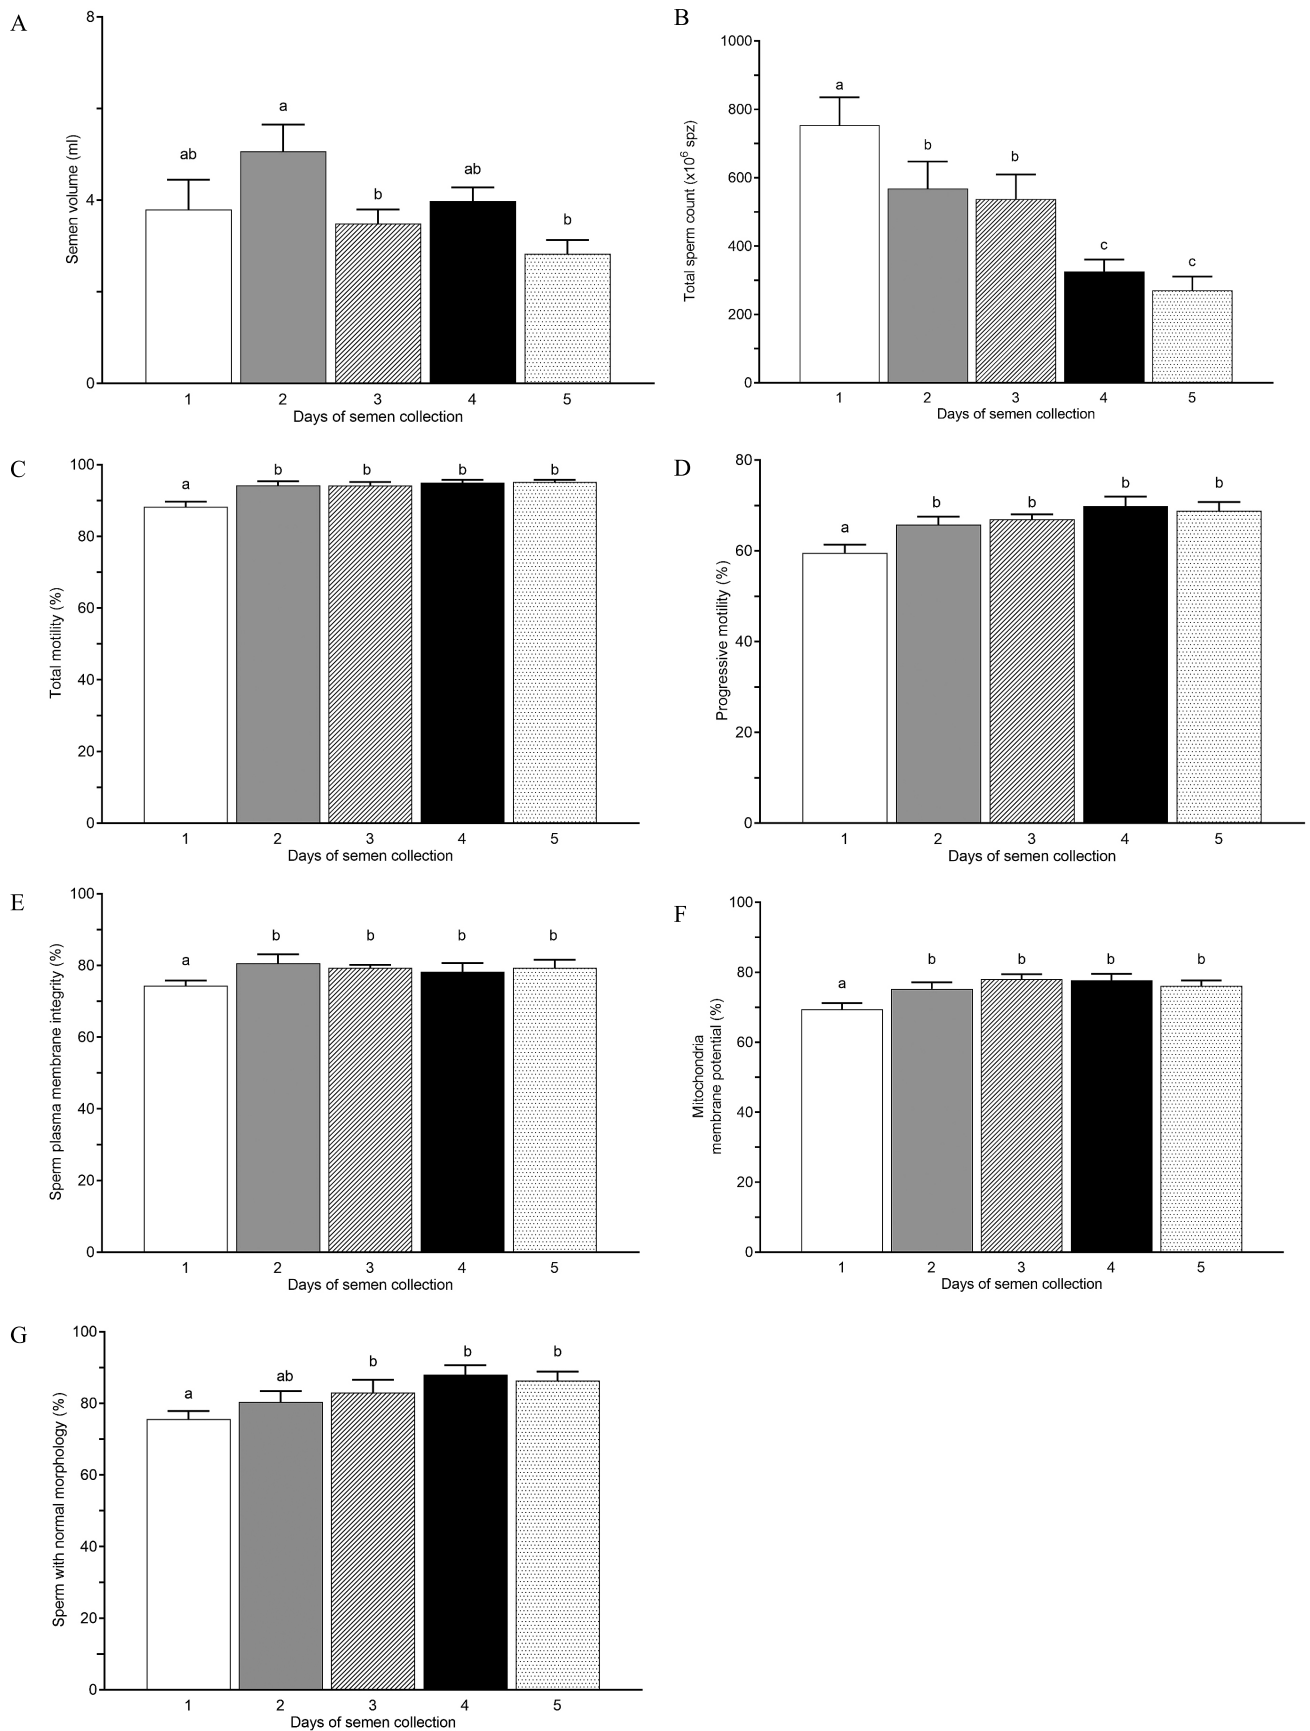 A
8
4
0
Semen volume (ml)
ab
a
b
ab
b
1 2 3 4 5
Days of semen collection
B
1000
800
600
400
200
0
Total sperm count (x10⁶ spz)
a
b
b
c
c
1 2 3 4 5
Days of semen collection
C
100
80
60
40
20
0
Total motility (%)
a
b
b
b
b
1 2 3 4 5
Days of semen collection
D
80
60
40
20
0
Progressive motility (%)
a
b
b
b
b
1 2 3 4 5
Days of semen collection
E
100
80
60
40
20
0
Sperm plasma membrane integrity (%)
a
b
b
b
b
1 2 3 4 5
Days of semen collection
F
100
80
60
40
20
0
Mitochondria
membrane potential (%)
a
b
b
b
b
1 2 3 4 5
Days of semen collection
G
100
80
60
40
20
0
Sperm with normal morphology (%)
a
ab
b
b
b
1 2 3 4 5
Days of semen collection